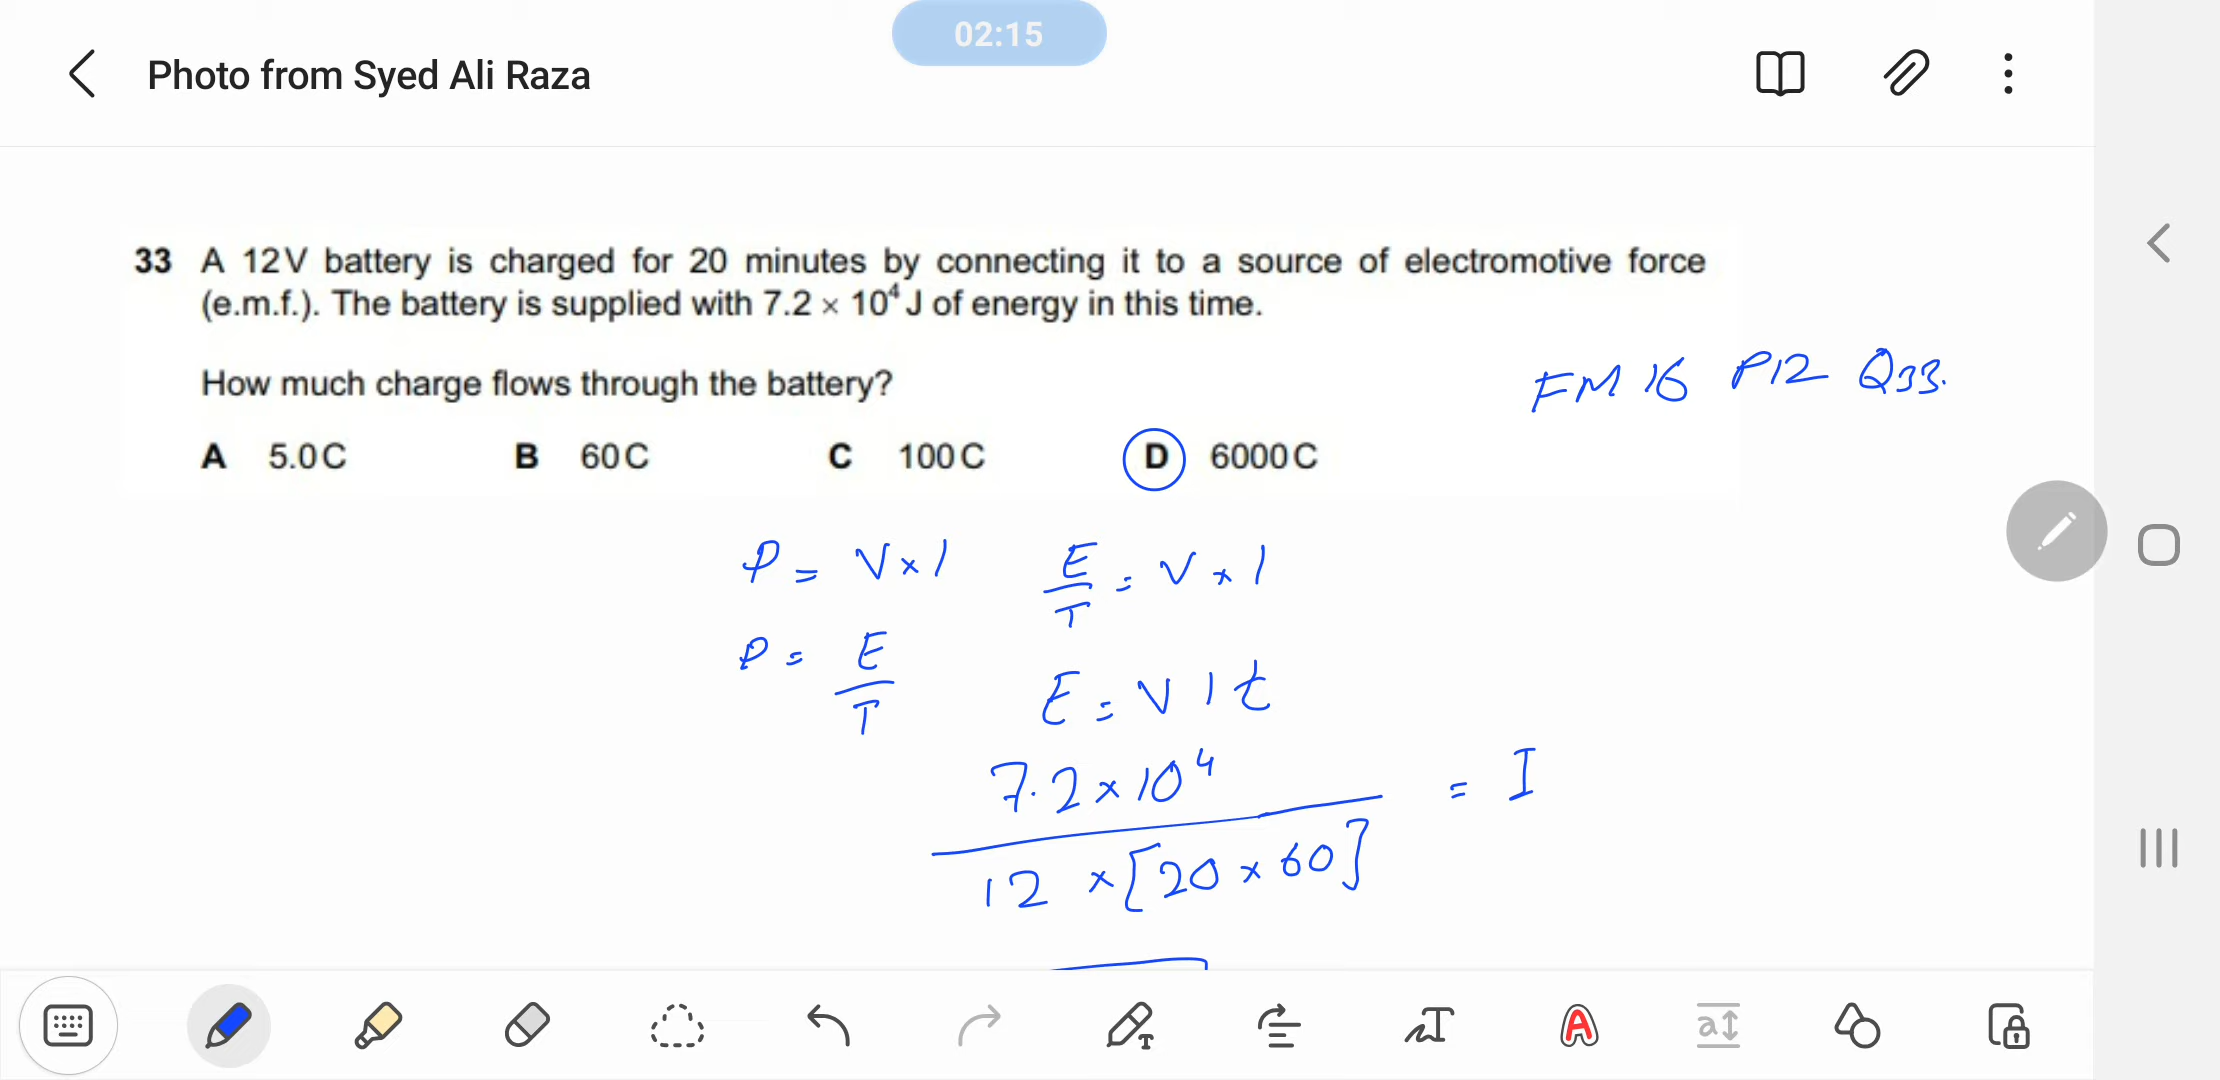 02:15
Photo from Syed Ali Raza
33 A 12V battery is charged for 20 minutes by connecting it to a source of electromotive force
(e.m.f.). The battery is supplied with 7.2 × 10⁴ J of energy in this time.
How much charge flows through the battery?
FM 16 P12 Q33.
A 5.0C B 60C C 100C D 6000C
P = V × I
E/T = V × I
P = E/T
E = V I t
7.2 × 10⁴ / 12 × [20 × 60] = I